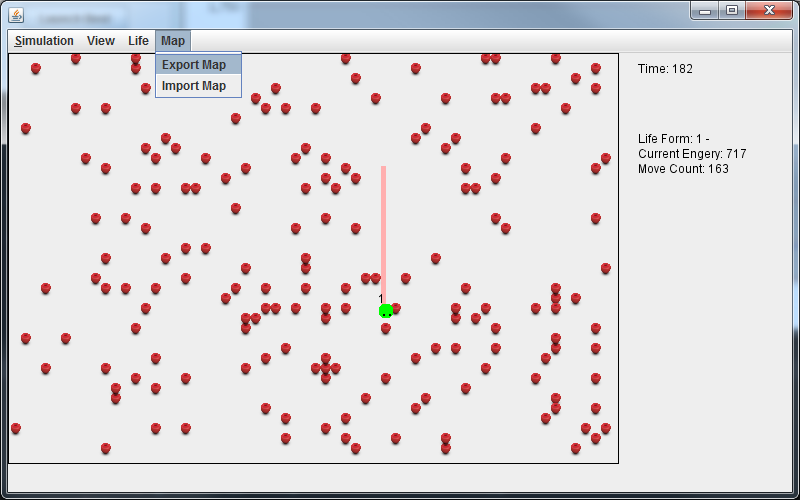 Simulation View Life Map
Export Map
Import Map
Time: 182
Life Form: 1 -
Current Engery: 717
Move Count: 163
1